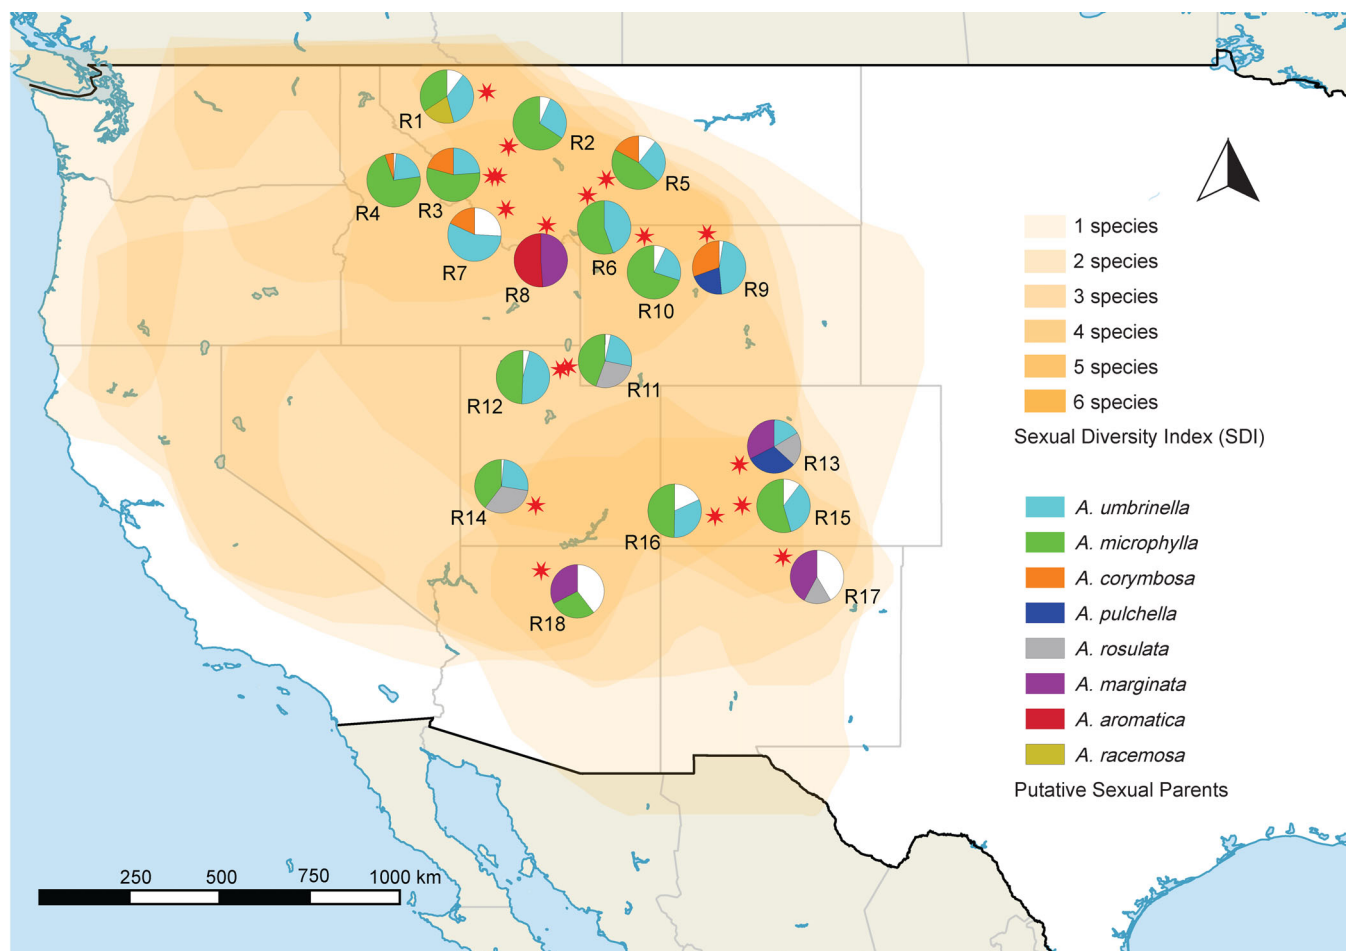 R1
R2
R5
R4
R3
R7
R8
R6
R10
R9
R12
R11
R13
R14
R16
R15
R18
R17
1 species
2 species
3 species
4 species
5 species
6 species
Sexual Diversity Index (SDI)
A. umbrinella
A. microphylla
A. corymbosa
A. pulchella
A. rosulata
A. marginata
A. aromatica
A. racemosa
Putative Sexual Parents
250 500 750 1000 km